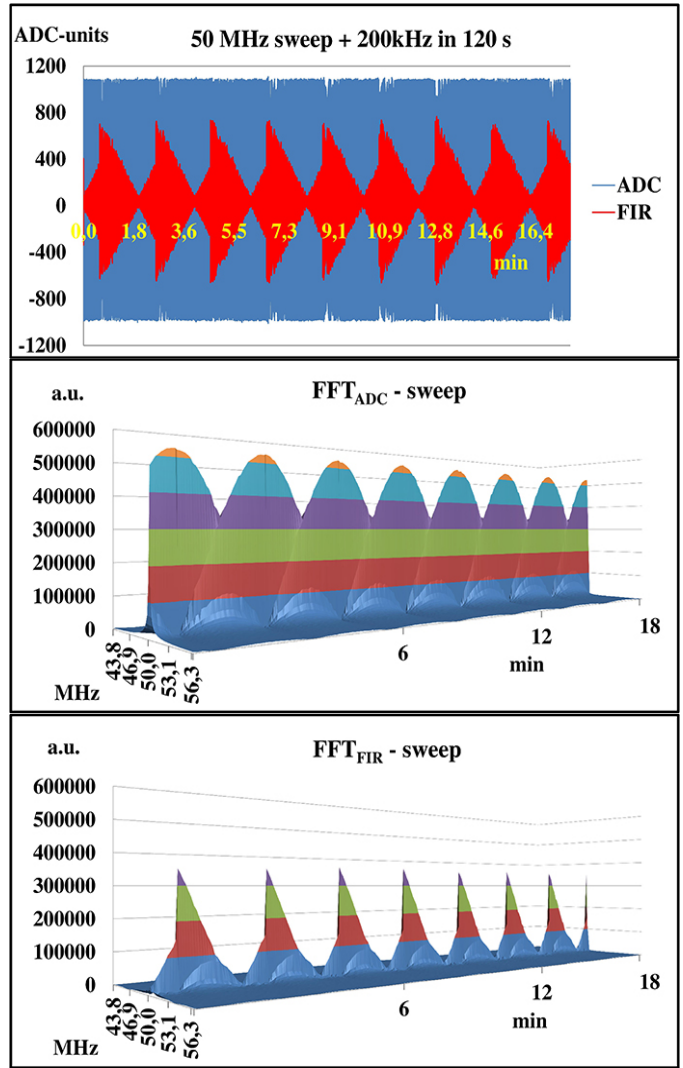 ADC-units
50 MHz sweep + 200kHz in 120 s
1200
800
400
0
-400
-800
-1200
0,0 1,8 3,6 5,5 7,3 9,1 10,9 12,8 14,6 16,4
min
ADC
FIR
a.u.
FFT_ADC - sweep
600000
500000
400000
300000
200000
100000
0
43,8
46,9
50,0
53,1
56,3
MHz
6
12
18
min
a.u.
FFT_FIR - sweep
600000
500000
400000
300000
200000
100000
0
43,8
46,9
50,0
53,1
56,3
MHz
6
12
18
min